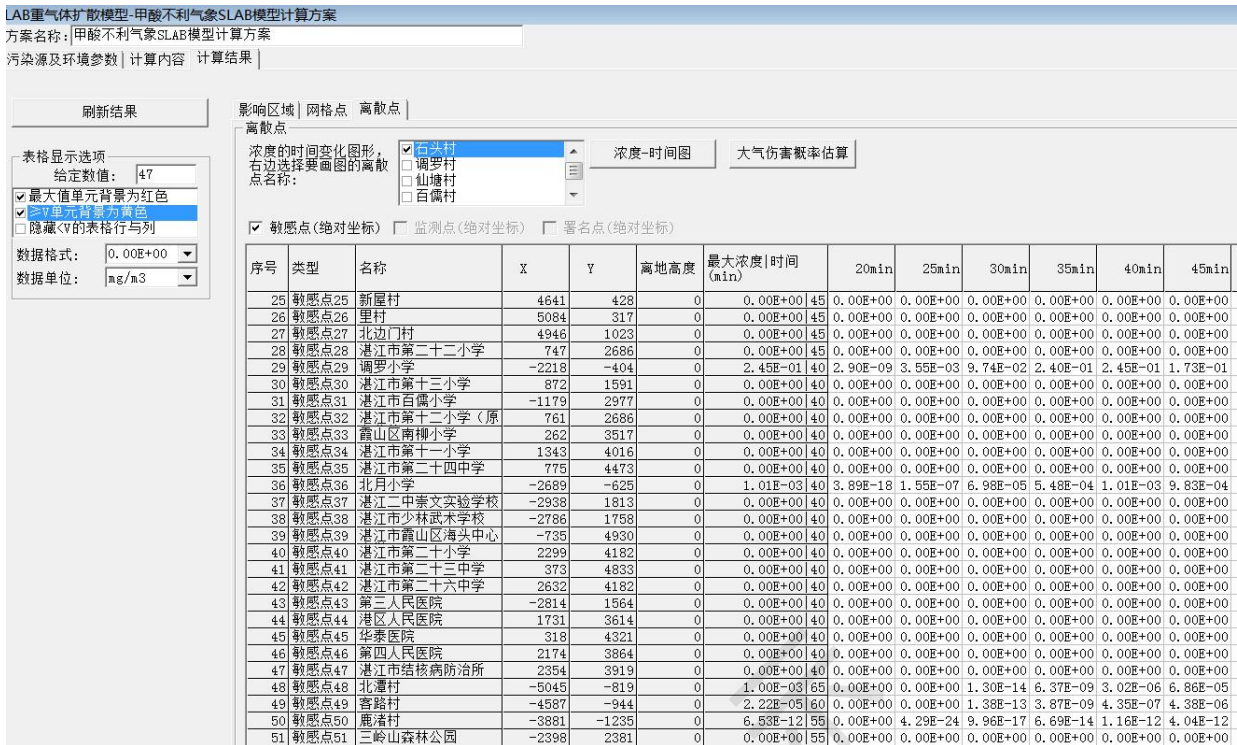 LAB重气体扩散模型-甲酸不利气象SLAB模型计算方案
方案名称: 甲酸不利气象SLAB模型计算方案
污染源及环境参数 计算内容 计算结果
刷新结果
影响区域 网格点 离散点
离散点
浓度的时间变化图形,
右边选择要画图的离散
点名称:
石头村
调罗村
仙塘村
百儒村
浓度-时间图
大气伤害概率估算
表格显示选项
给定数值: 47
最大值单元背景为红色
≥V单元背景为黄色
隐藏<V的表格行与列
数据格式: 0.00E+00
数据单位: mg/m3
敏感点(绝对坐标) 监测点(绝对坐标) 署名点(绝对坐标)
序号 类型 名称 X Y 离地高度 最大浓度|时间(min) 20min 25min 30min 35min 40min 45min
25 敏感点25 新屋村 4641 428 0 0.00E+00|45 0.00E+00 0.00E+00 0.00E+00 0.00E+00 0.00E+00 0.00E+00
26 敏感点26 里村 5084 317 0 0.00E+00|45 0.00E+00 0.00E+00 0.00E+00 0.00E+00 0.00E+00 0.00E+00
27 敏感点27 北边门村 4946 1023 0 0.00E+00|45 0.00E+00 0.00E+00 0.00E+00 0.00E+00 0.00E+00 0.00E+00
28 敏感点28 湛江市第二十二小学 747 2686 0 0.00E+00|45 0.00E+00 0.00E+00 0.00E+00 0.00E+00 0.00E+00 0.00E+00
29 敏感点29 调罗小学 -2218 -404 0 2.45E-01|40 2.90E-09 3.55E-03 9.74E-02 2.40E-01 2.45E-01 1.73E-01
30 敏感点30 湛江市第十三小学 872 1591 0 0.00E+00|40 0.00E+00 0.00E+00 0.00E+00 0.00E+00 0.00E+00 0.00E+00
31 敏感点31 湛江市百儒小学 -1179 2977 0 0.00E+00|40 0.00E+00 0.00E+00 0.00E+00 0.00E+00 0.00E+00 0.00E+00
32 敏感点32 湛江市第十二小学（原 761 2686 0 0.00E+00|40 0.00E+00 0.00E+00 0.00E+00 0.00E+00 0.00E+00 0.00E+00
33 敏感点33 霞山区南柳小学 262 3517 0 0.00E+00|40 0.00E+00 0.00E+00 0.00E+00 0.00E+00 0.00E+00 0.00E+00
34 敏感点34 湛江市第十一小学 1343 4016 0 0.00E+00|40 0.00E+00 0.00E+00 0.00E+00 0.00E+00 0.00E+00 0.00E+00
35 敏感点35 湛江市第二十四中学 775 4473 0 0.00E+00|40 0.00E+00 0.00E+00 0.00E+00 0.00E+00 0.00E+00 0.00E+00
36 敏感点36 北月小学 -2689 -625 0 1.01E-03|40 3.89E-18 1.55E-07 6.98E-05 5.48E-04 1.01E-03 9.83E-04
37 敏感点37 湛江二中崇文实验学校 -2938 1813 0 0.00E+00|40 0.00E+00 0.00E+00 0.00E+00 0.00E+00 0.00E+00 0.00E+00
38 敏感点38 湛江市少林武术学校 -2786 1758 0 0.00E+00|40 0.00E+00 0.00E+00 0.00E+00 0.00E+00 0.00E+00 0.00E+00
39 敏感点39 湛江市霞山区海头中心 -735 4930 0 0.00E+00|40 0.00E+00 0.00E+00 0.00E+00 0.00E+00 0.00E+00 0.00E+00
40 敏感点40 湛江市第二十小学 2299 4182 0 0.00E+00|40 0.00E+00 0.00E+00 0.00E+00 0.00E+00 0.00E+00 0.00E+00
41 敏感点41 湛江市第二十三中学 373 4833 0 0.00E+00|40 0.00E+00 0.00E+00 0.00E+00 0.00E+00 0.00E+00 0.00E+00
42 敏感点42 湛江市第二十六中学 2632 4182 0 0.00E+00|40 0.00E+00 0.00E+00 0.00E+00 0.00E+00 0.00E+00 0.00E+00
43 敏感点43 第三人民医院 -2814 1564 0 0.00E+00|40 0.00E+00 0.00E+00 0.00E+00 0.00E+00 0.00E+00 0.00E+00
44 敏感点44 港区人民医院 1731 3614 0 0.00E+00|40 0.00E+00 0.00E+00 0.00E+00 0.00E+00 0.00E+00 0.00E+00
45 敏感点45 华泰医院 318 4321 0 0.00E+00|40 0.00E+00 0.00E+00 0.00E+00 0.00E+00 0.00E+00 0.00E+00
46 敏感点46 第四人民医院 2174 3864 0 0.00E+00|40 0.00E+00 0.00E+00 0.00E+00 0.00E+00 0.00E+00 0.00E+00
47 敏感点47 湛江市结核病防治所 2354 3919 0 0.00E+00|40 0.00E+00 0.00E+00 0.00E+00 0.00E+00 0.00E+00 0.00E+00
48 敏感点48 北潭村 -5045 -819 0 1.00E-03|65 0.00E+00 0.00E+00 1.30E-14 6.37E-09 3.02E-06 6.86E-05
49 敏感点49 客路村 -4587 -944 0 2.22E-05|60 0.00E+00 0.00E+00 1.38E-13 3.87E-09 4.35E-07 4.38E-06
50 敏感点50 鹿渚村 -3881 -1235 0 6.53E-12|55 0.00E+00 4.29E-24 9.96E-17 6.69E-14 1.16E-12 4.04E-12
51 敏感点51 三岭山森林公园 -2398 2381 0 0.00E+00|55 0.00E+00 0.00E+00 0.00E+00 0.00E+00 0.00E+00 0.00E+00